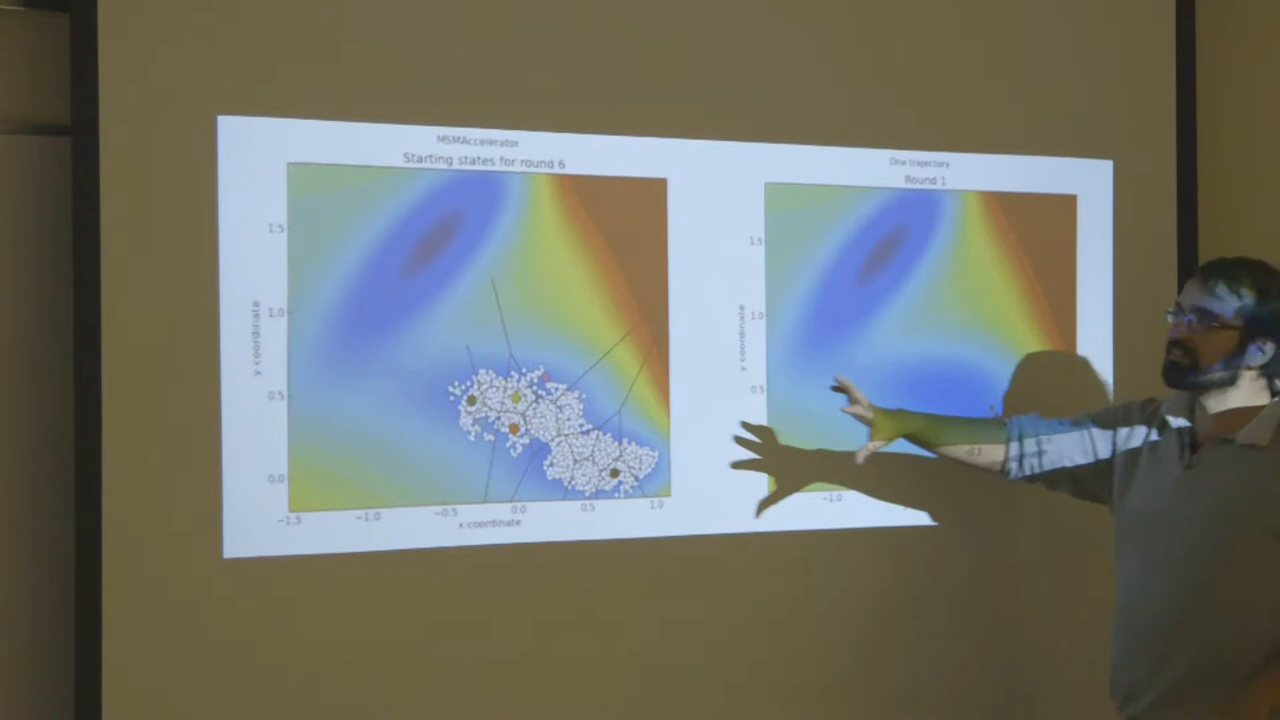 MSMAccelerator
Starting states for round 6
1.5
1.0
0.5
0.0
y coordinate
−1.5
−1.0
−0.5
0.0
0.5
1.0
x coordinate
One trajectory
Round 1
1.5
1.0
0.5
y coordinate
−1.0